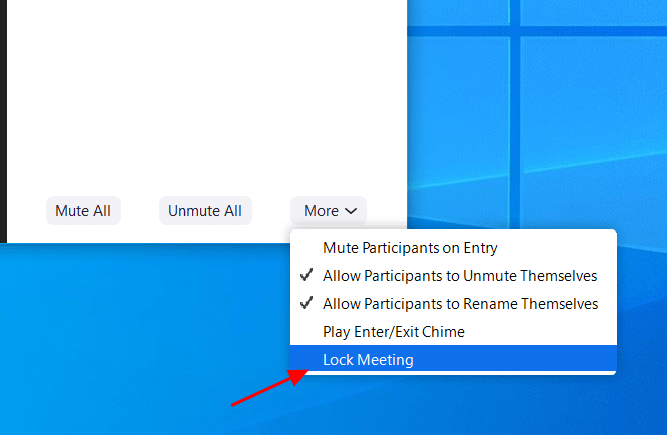 Mute All
Unmute All
More
Mute Participants on Entry
Allow Participants to Unmute Themselves
Allow Participants to Rename Themselves
Play Enter/Exit Chime
Lock Meeting